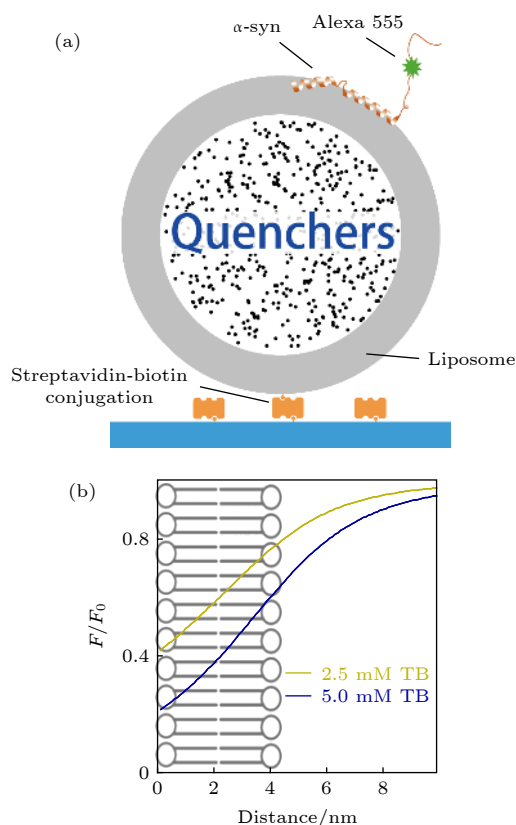 (a)
α-syn
Alexa 555
Quenchers
Liposome
Streptavidin-biotin
conjugation
(b)
F/F₀
0.8
0.4
0
2.5 mM TB
5.0 mM TB
0 2 4 6 8
Distance/nm